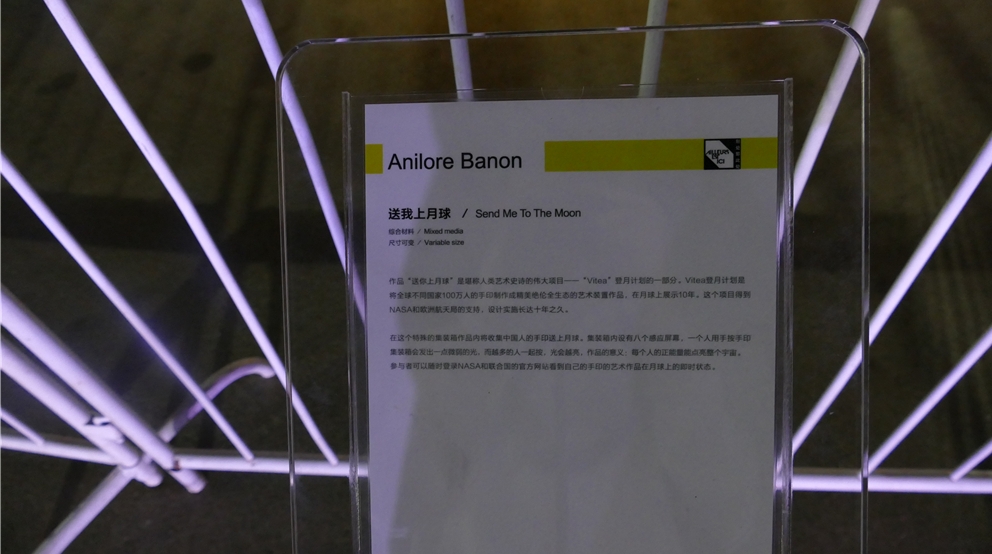 Anilore Banon
AILLEURS
ET
ICI
送我上月球 / Send Me To The Moon
综合材料 / Mixed media
尺寸可变 / Variable size
作品“送你上月球”是堪称人类艺术史诗的伟大项目——“Vitea”登月计划的一部分。Vitea登月计划是
将全球不同国家100万人的手印制作成精美绝伦全生态的艺术装置作品，在月球上展示10年。这个项目得到
NASA和欧洲航天局的支持，设计实施长达十年之久。
在这个特殊的集装箱作品内将收集中国人的手印送上月球。集装箱内设有八个感应屏幕，一个人用手按手印
集装箱会发出一点微弱的光，而越多的人一起按，光会越亮。作品的意义：每个人的正能量能点亮整个宇宙。
参与者可以随时登录NASA和联合国的官方网站看到自己的手印的艺术作品在月球上的即时状态。